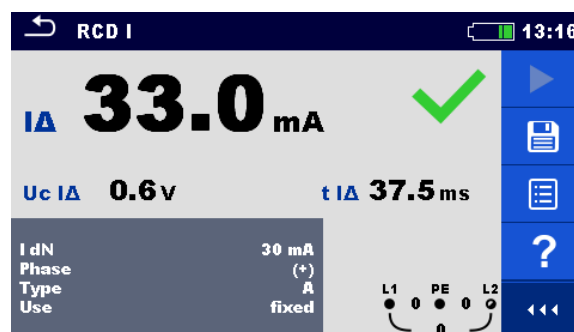 RCD I 13:16
IΔ 33.0 mA
Uc IΔ 0.6 V t IΔ 37.5 ms
I dN 30 mA
Phase (+)
Type A
Use fixed
L1 PE L2
0 0
0
?